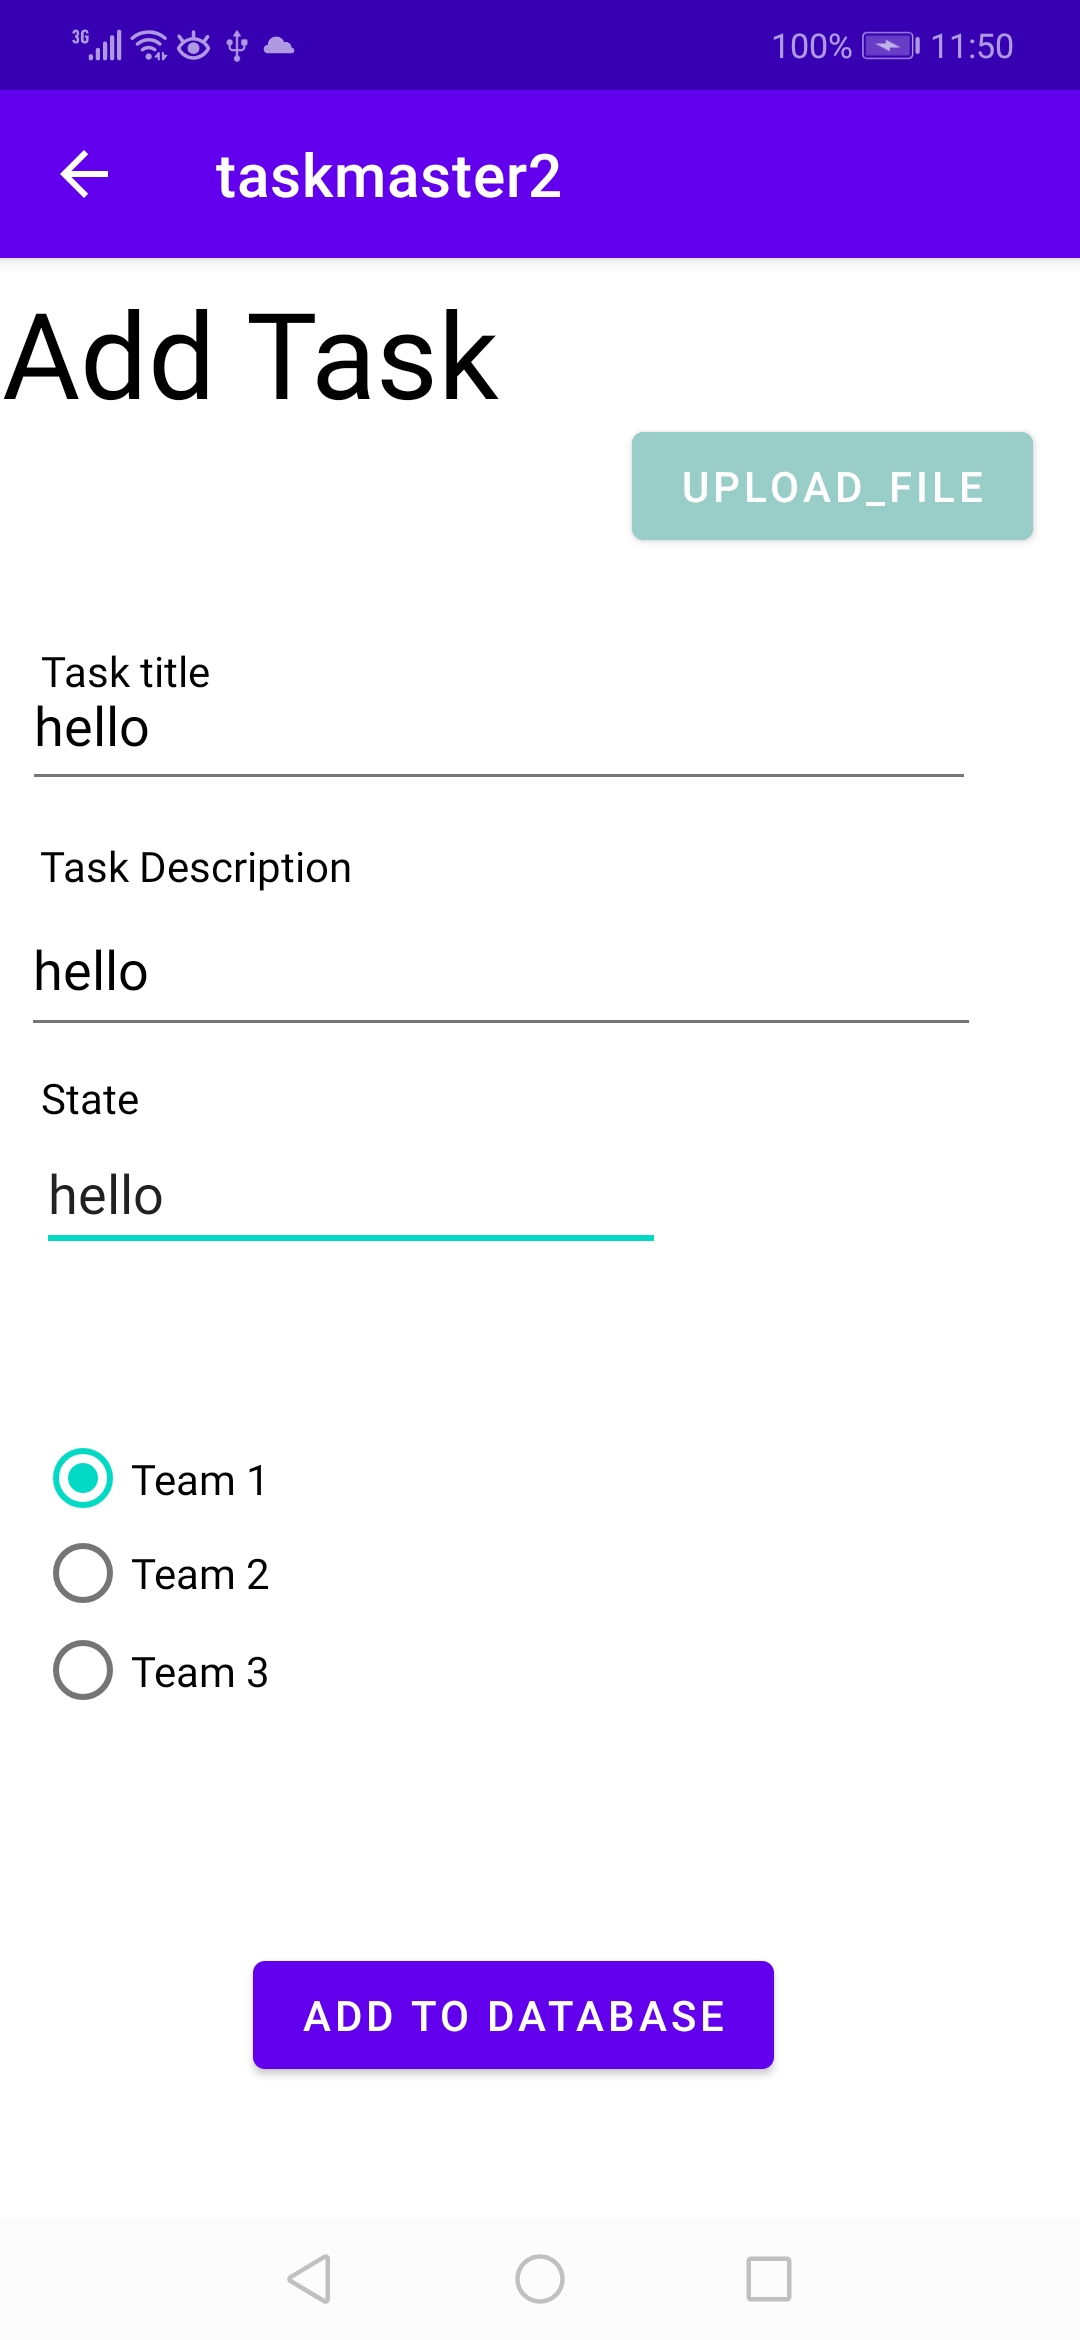 3G 100% 11:50
taskmaster2
Add Task
UPLOAD_FILE
Task title
hello
Task Description
hello
State
hello
Team 1
Team 2
Team 3
ADD TO DATABASE